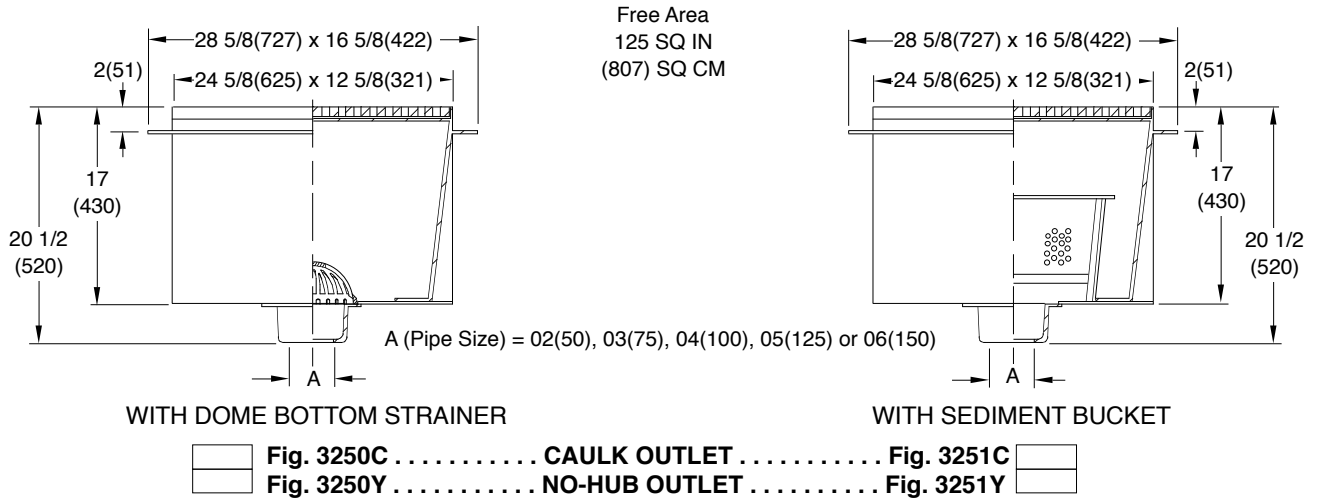 Free Area
125 SQ IN
(807) SQ CM
28 5/8(727) x 16 5/8(422)
2(51)
24 5/8(625) x 12 5/8(321)
17
(430)
20 1/2
(520)
A
28 5/8(727) x 16 5/8(422)
2(51)
24 5/8(625) x 12 5/8(321)
17
(430)
20 1/2
(520)
A
A (Pipe Size) = 02(50), 03(75), 04(100), 05(125) or 06(150)
WITH DOME BOTTOM STRAINER
WITH SEDIMENT BUCKET
Fig. 3250C . . . . . . . . . . . CAULK OUTLET . . . . . . . . . . . Fig. 3251C
Fig. 3250Y . . . . . . . . . . . NO-HUB OUTLET . . . . . . . . . . Fig. 3251Y